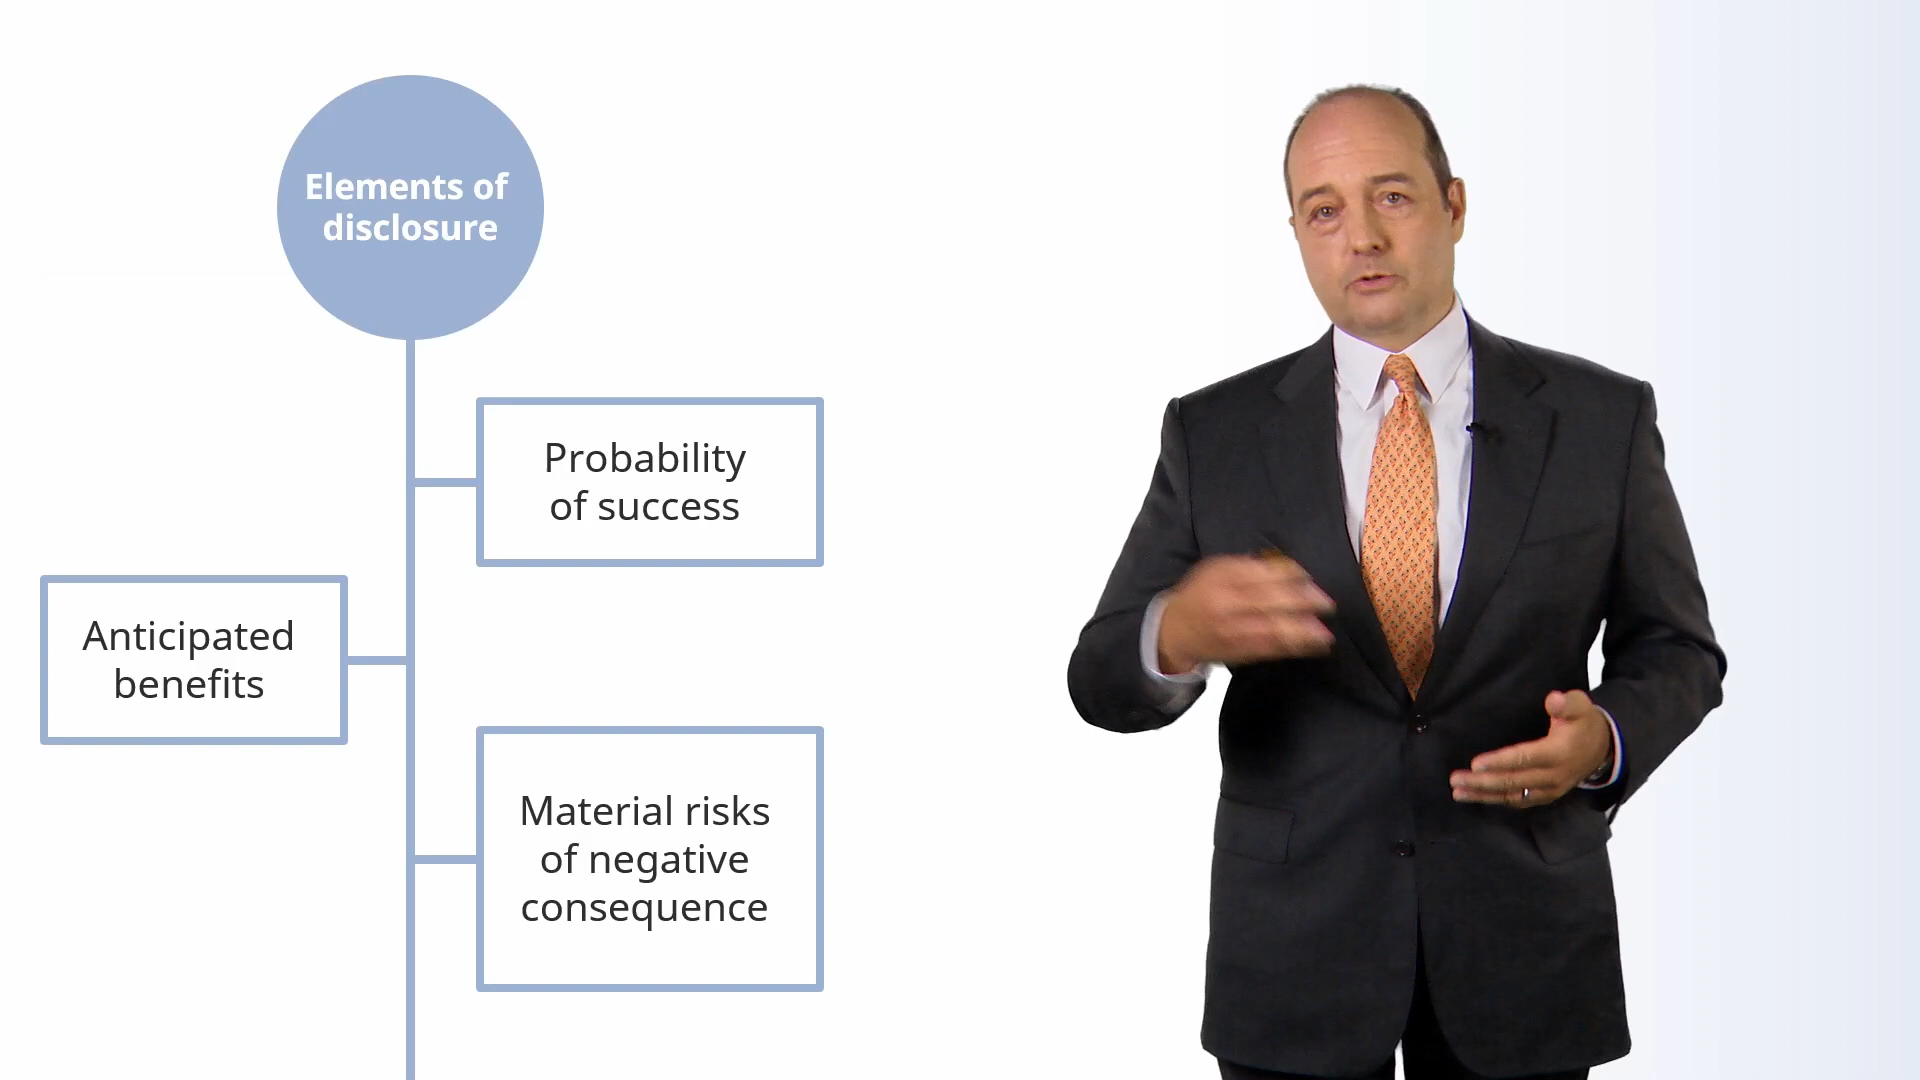 Elements of
disclosure
Probability
of success
Anticipated
benefits
Material risks
of negative
consequence